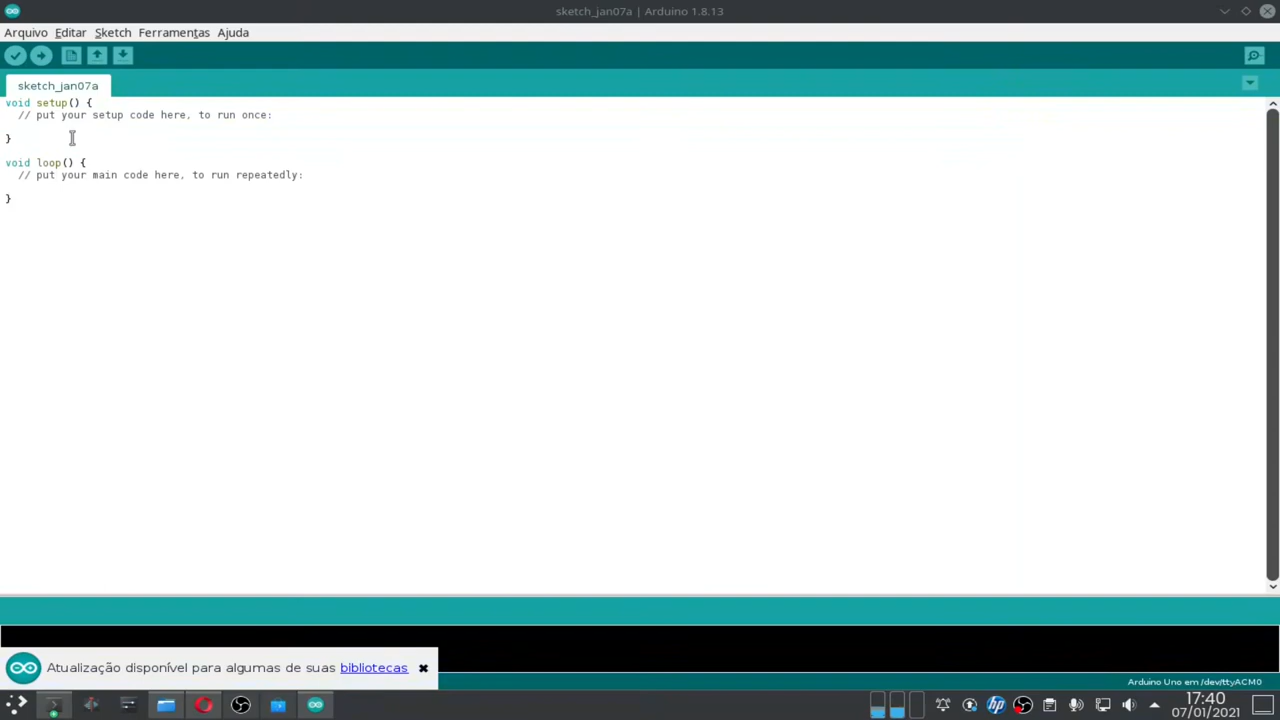 sketch_jan07a | Arduino 1.8.13
Arquivo Editar Sketch Ferramentas Ajuda
sketch_jan07a
void setup() {
// put your setup code here, to run once:
}
void loop() {
// put your main code here, to run repeatedly:
}
Atualização disponível para algumas de suas bibliotecas
Arduino Uno em /dev/ttyACM0
hp
17:40
07/01/2021